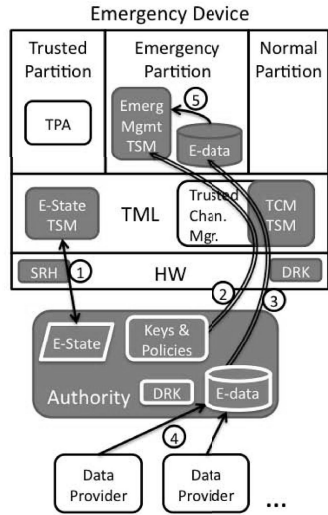 Emergency Device
Trusted
Partition
Emergency
Partition
Normal
Partition
TPA
Emerg
Mgmt
TSM
5
E-data
E-State
TSM
TML
Trusted
Chan.
Mgr.
TCM
TSM
SRH
1
HW
DRK
2
3
E-State
Keys &
Policies
Authority
DRK
E-data
4
Data
Provider
Data
Provider
...